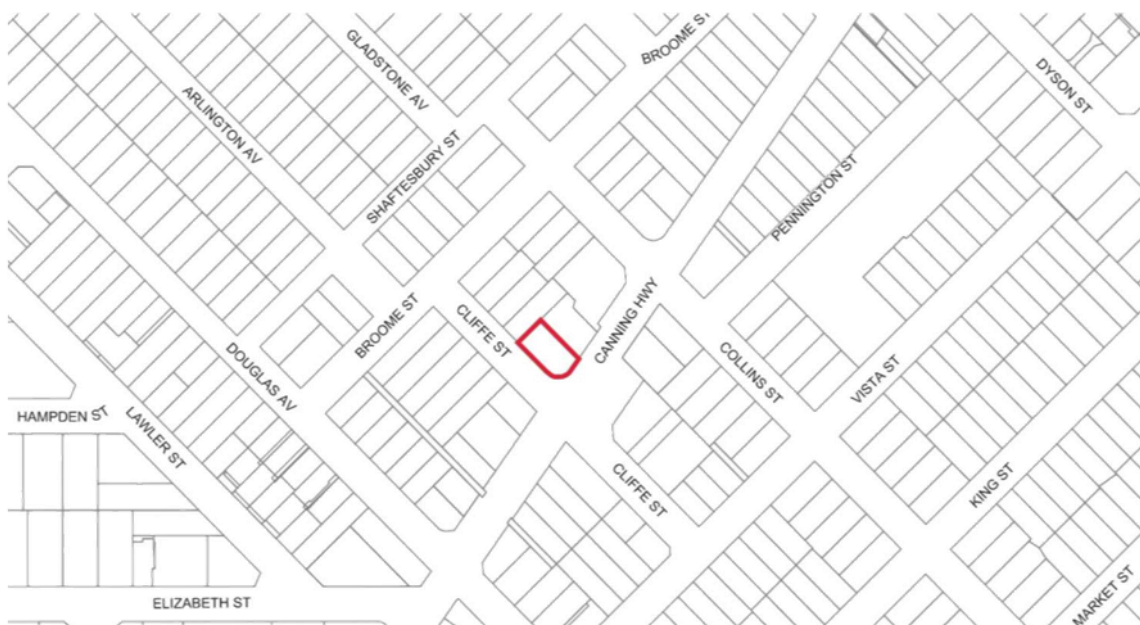 BROOME ST
GLADSTONE AV
DYSON ST
ARLINGTON AV
SHAFTESBURY ST
PENNINGTON ST
CANNING HWY
BROOME ST
CLIFFE ST
COLLINS ST
DOUGLAS AV
VISTA ST
HAMPDEN ST
LAWLER ST
CLIFFE ST
KING ST
MARKET ST
ELIZABETH ST